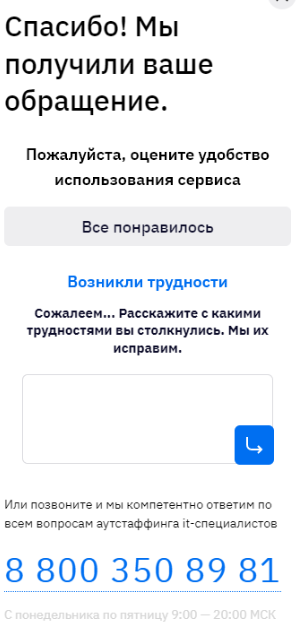 Спасибо! Мы
получили ваше
обращение.
Пожалуйста, оцените удобство
использования сервиса
Все понравилось
Возникли трудности
Сожалеем... Расскажите с какими
трудностями вы столкнулись. Мы их
исправим.
Или позвоните и мы компетентно ответим по
всем вопросам аутстаффинга it-специалистов
8 800 350 89 81
С понедельника по пятницу 9:00 — 20:00 МСК